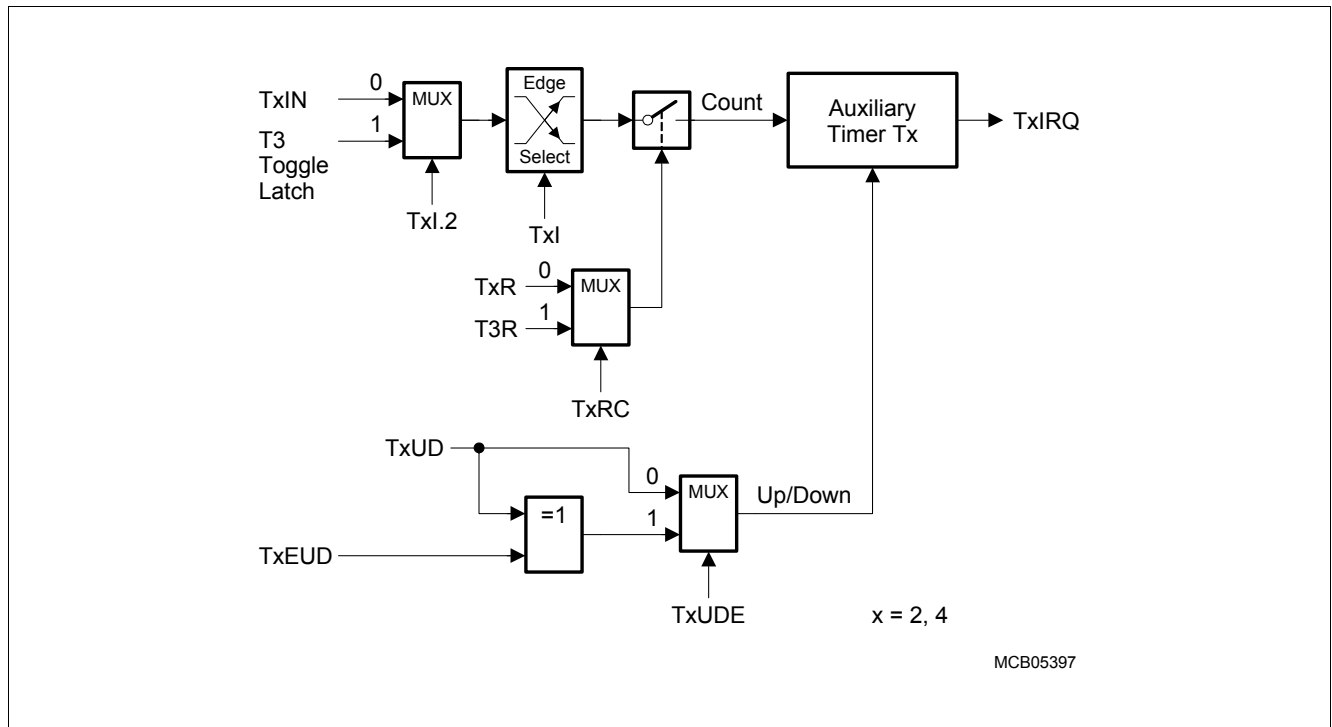 0
TxIN
MUX
Edge
Select
Count
Auxiliary
Timer Tx
TxIRQ
1
T3
Toggle
Latch
TxI.2
TxI
TxR
0
MUX
T3R
1
TxRC
TxUD
0
MUX
Up/Down
=1
1
TxEUD
TxUDE
x = 2, 4
MCB05397